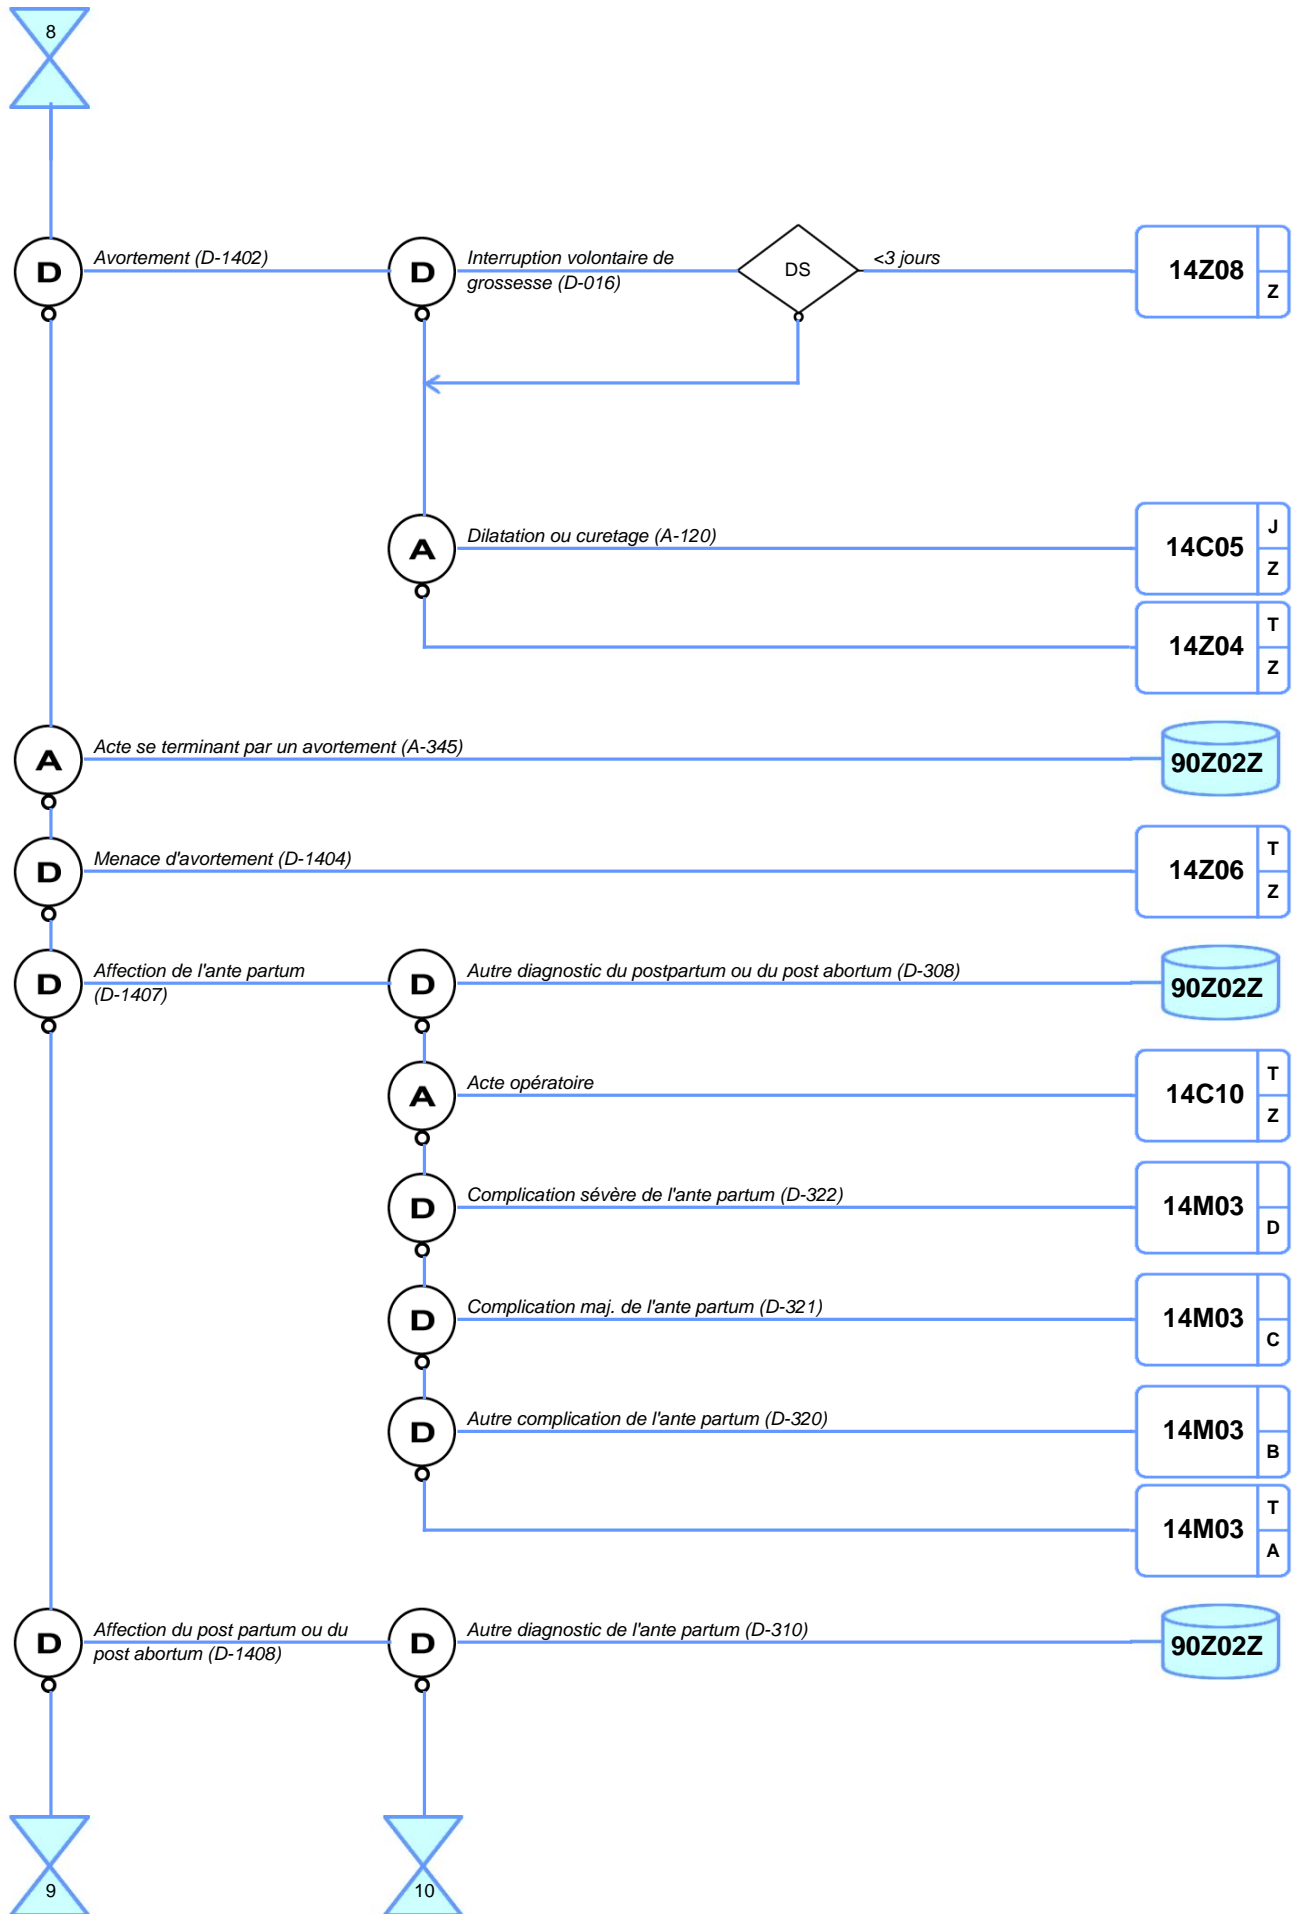 8
D
Avortement (D-1402)
D
Interruption volontaire de
grossesse (D-016)
DS
<3 jours
14Z08
Z
A
Dilatation ou curetage (A-120)
14C05
J
Z
14Z04
T
Z
A
Acte se terminant par un avortement (A-345)
90Z02Z
D
Menace d'avortement (D-1404)
14Z06
T
Z
D
Affection de l'ante partum
(D-1407)
D
Autre diagnostic du postpartum ou du post abortum (D-308)
90Z02Z
A
Acte opératoire
14C10
T
Z
D
Complication sévère de l'ante partum (D-322)
14M03
D
D
Complication maj. de l'ante partum (D-321)
14M03
C
D
Autre complication de l'ante partum (D-320)
14M03
B
14M03
T
A
D
Affection du post partum ou du
post abortum (D-1408)
D
Autre diagnostic de l'ante partum (D-310)
90Z02Z
9
10